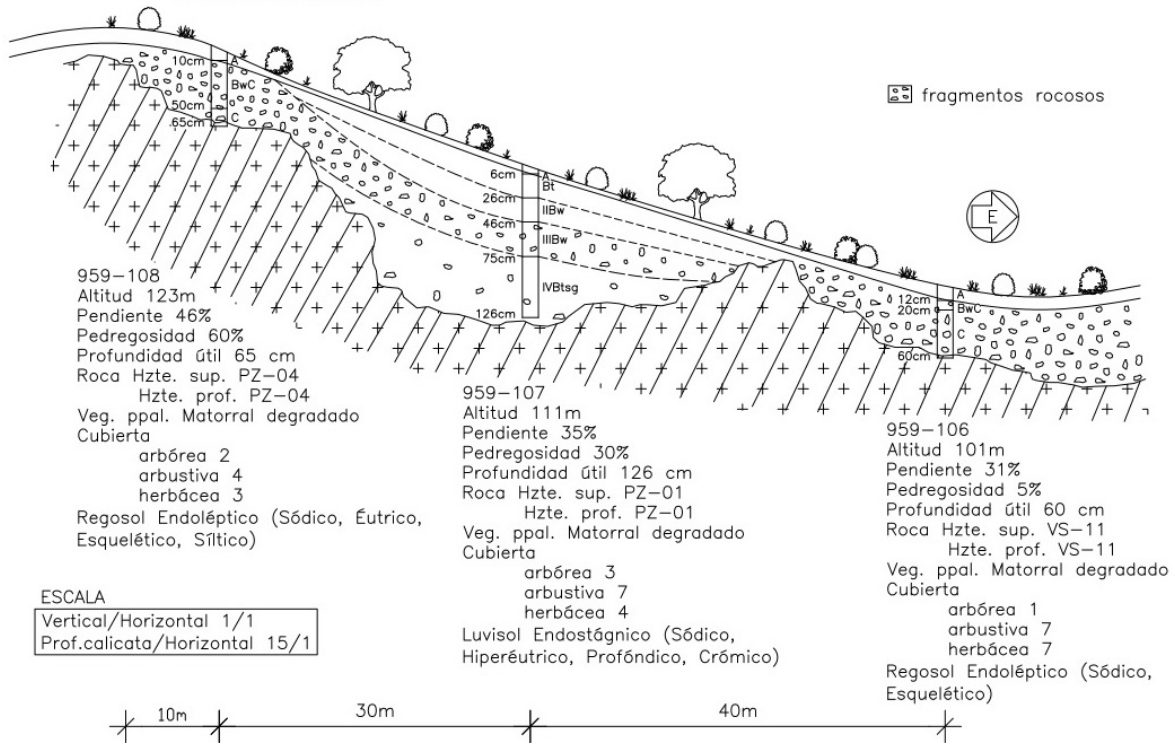 10cm
50cm
65cm
A
BwC
C
fragmentos rocosos
6cm
26cm
46cm
75cm
126cm
A
Bt
IIBw
IIIBw
IVBtsg
E
12cm
20cm
60cm
A
BwC
C
959-108
Altitud 123m
Pendiente 46%
Pedregosidad 60%
Profundidad útil 65 cm
Roca Hzte. sup. PZ-04
Hzte. prof. PZ-04
Veg. ppal. Matorral degradado
Cubierta
arbórea 2
arbustiva 4
herbácea 3
Regosol Endoléptico (Sódico, Éutrico,
Esquelético, Síltico)
959-107
Altitud 111m
Pendiente 35%
Pedregosidad 30%
Profundidad útil 126 cm
Roca Hzte. sup. PZ-01
Hzte. prof. PZ-01
Veg. ppal. Matorral degradado
Cubierta
arbórea 3
arbustiva 7
herbácea 4
Luvisol Endostágnico (Sódico,
Hiperéutrico, Profóndico, Crómico)
959-106
Altitud 101m
Pendiente 31%
Pedregosidad 5%
Profundidad útil 60 cm
Roca Hzte. sup. VS-11
Hzte. prof. VS-11
Veg. ppal. Matorral degradado
Cubierta
arbórea 1
arbustiva 7
herbácea 7
Regosol Endoléptico (Sódico,
Esquelético)
ESCALA
Vertical/Horizontal 1/1
Prof.calicata/Horizontal 15/1
10m
30m
40m